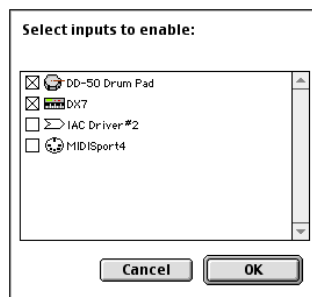 Select inputs to enable:
DD-50 Drum Pad
DX7
IAC Driver #2
MIDISport4
Cancel OK